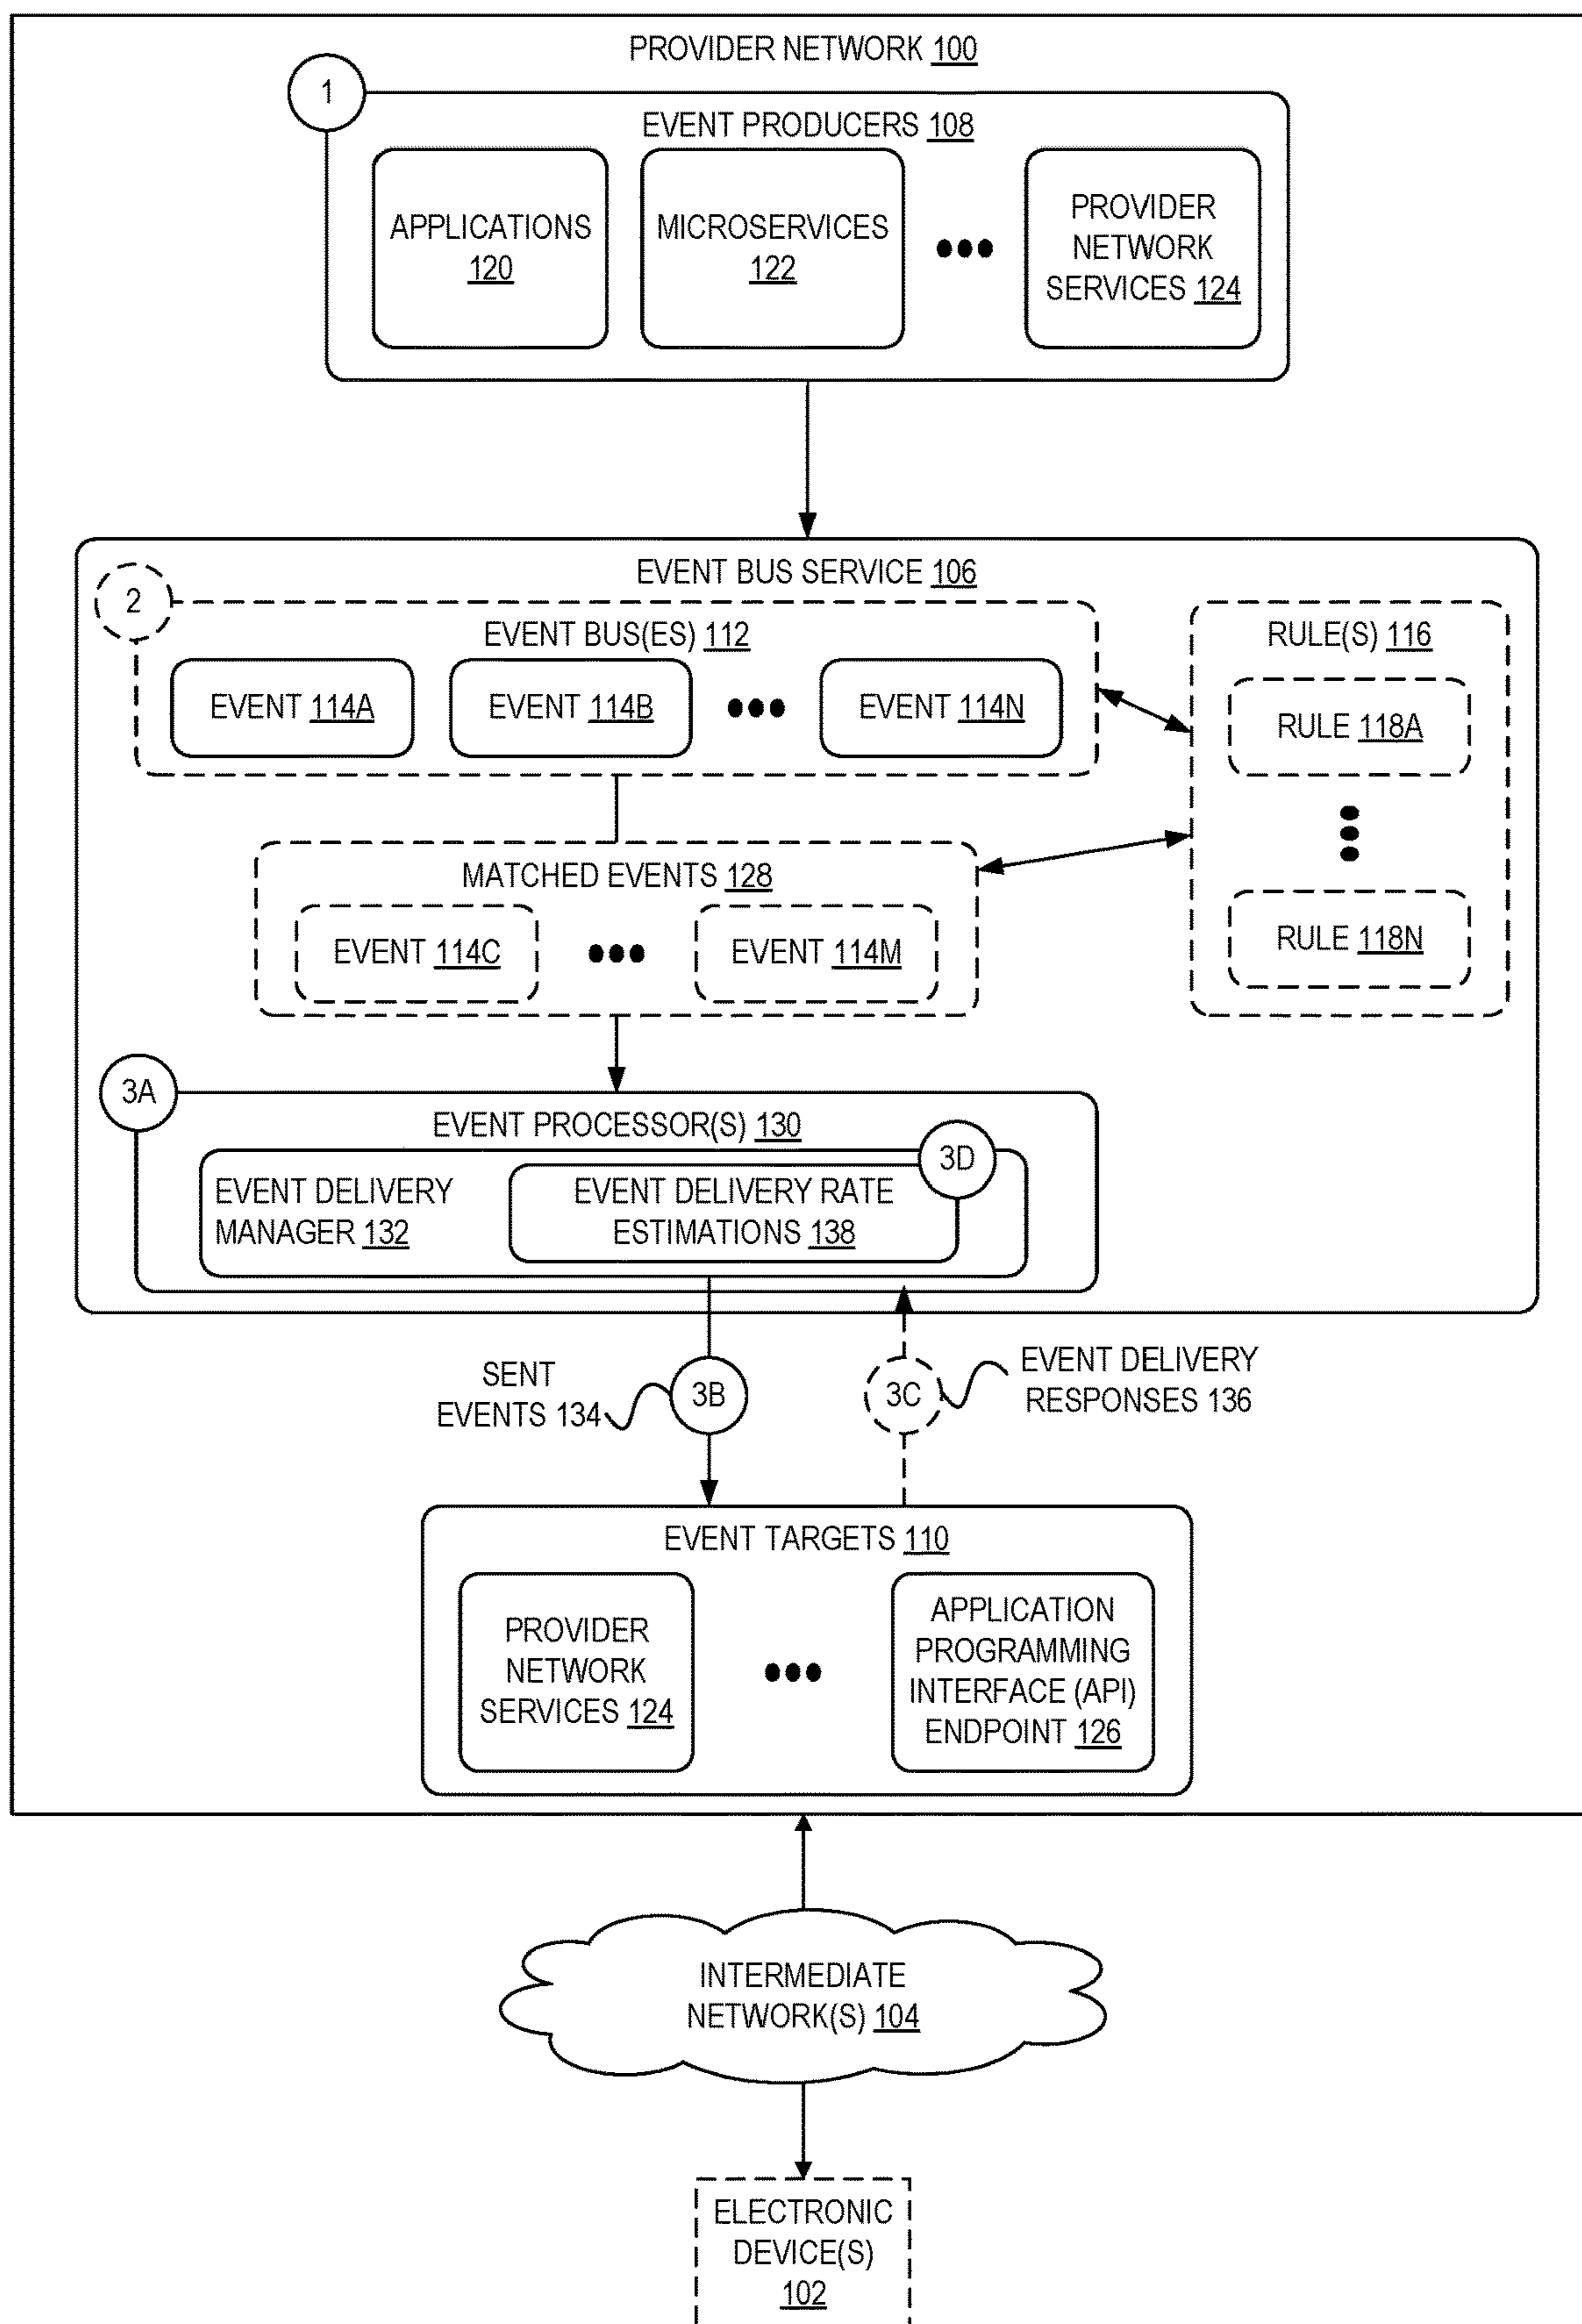 PROVIDER NETWORK 100
1
EVENT PRODUCERS 108
APPLICATIONS
120
MICROSERVICES
122
PROVIDER
NETWORK
SERVICES 124
EVENT BUS SERVICE 106
2
EVENT BUS(ES) 112
EVENT 114A
EVENT 114B
EVENT 114N
RULE(S) 116
RULE 118A
RULE 118N
MATCHED EVENTS 128
EVENT 114C
EVENT 114M
3A
EVENT PROCESSOR(S) 130
3D
EVENT DELIVERY
MANAGER 132
EVENT DELIVERY RATE
ESTIMATIONS 138
SENT
EVENTS 134
3B
3C
EVENT DELIVERY
RESPONSES 136
EVENT TARGETS 110
PROVIDER
NETWORK
SERVICES 124
APPLICATION
PROGRAMMING
INTERFACE (API)
ENDPOINT 126
INTERMEDIATE
NETWORK(S) 104
ELECTRONIC
DEVICE(S)
102